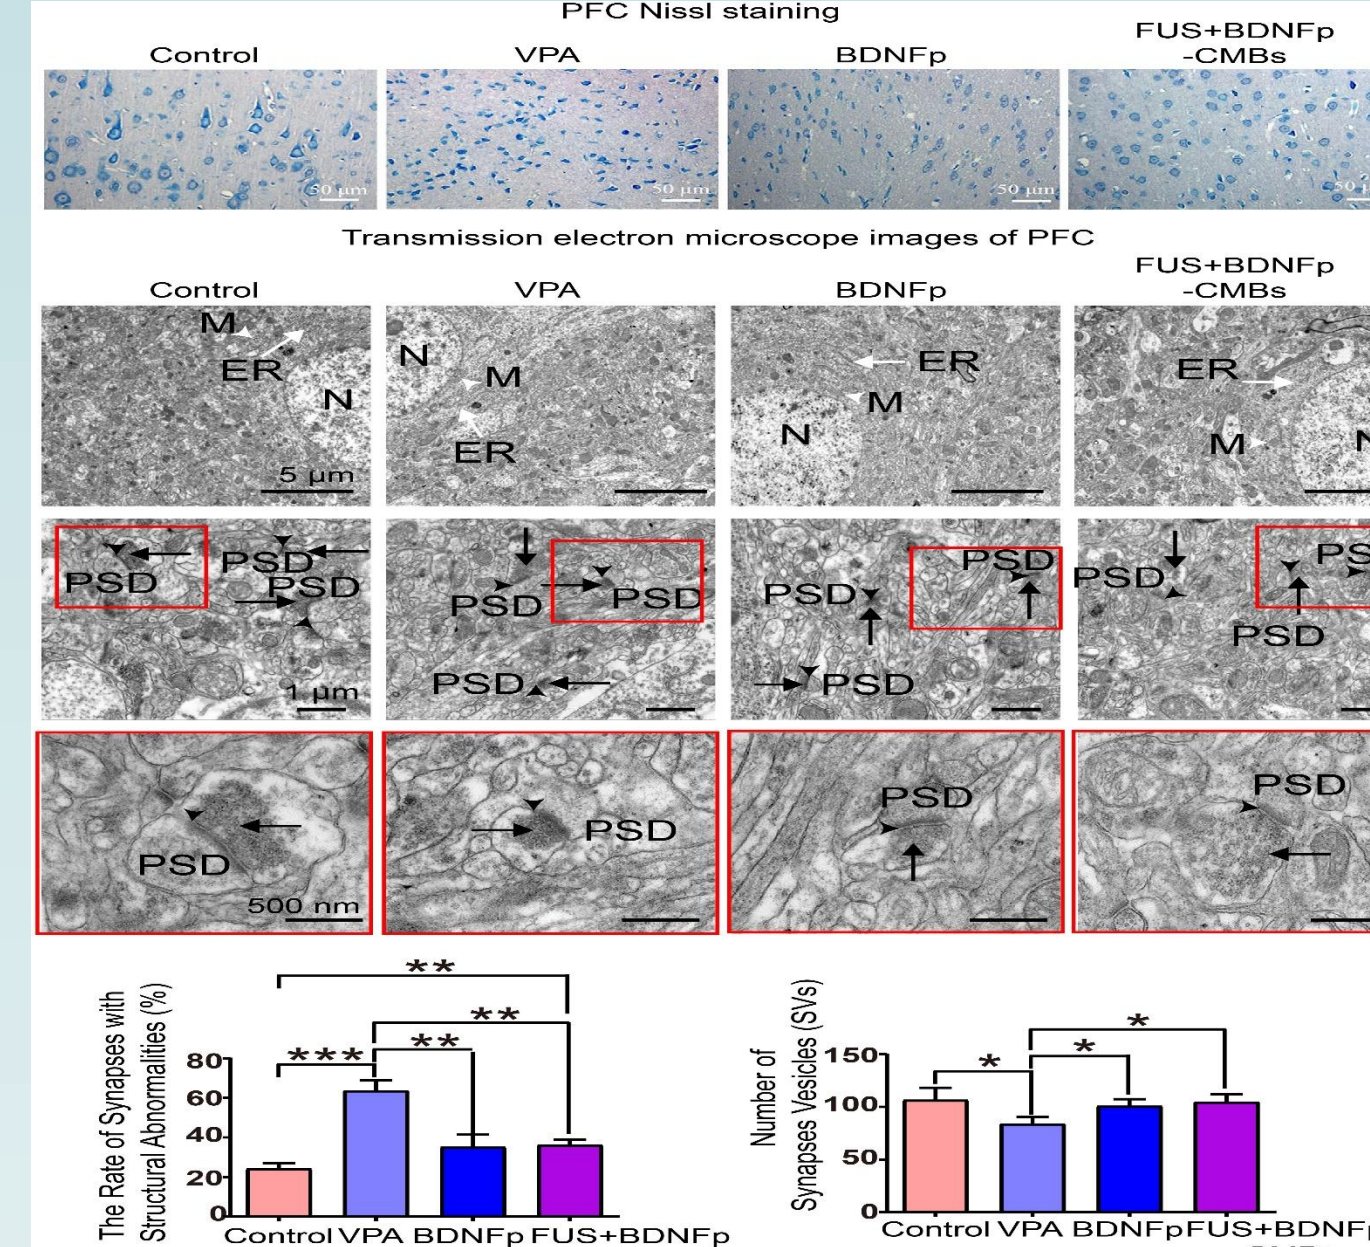 PFC Nissl staining
Control
VPA
BDNFp
FUS+BDNFp
-CMBs
50 μm
50 μm
50 μm
50
Transmission electron microscope images of PFC
Control
VPA
BDNFp
FUS+BDNFp
-CMBs
M
ER
N
5 μm
N
M
ER
ER
M
N
ER
M
N
PSD
PSD
PSD
1 μm
PSD
PSD
PSD
PSD
PSD
PSD
PSD
PS
PSD
PSD
500 nm
PSD
PSD
PSD
The Rate of Synapses with
Structural Abnormalities (%)
**
**
***
**
80
60
40
20
0
Control VPA BDNFp FUS+BDNFp
Number of
Synapses Vesicles (SVs)
*
*
*
150
100
50
0
Control VPA BDNFp FUS+BDNFp